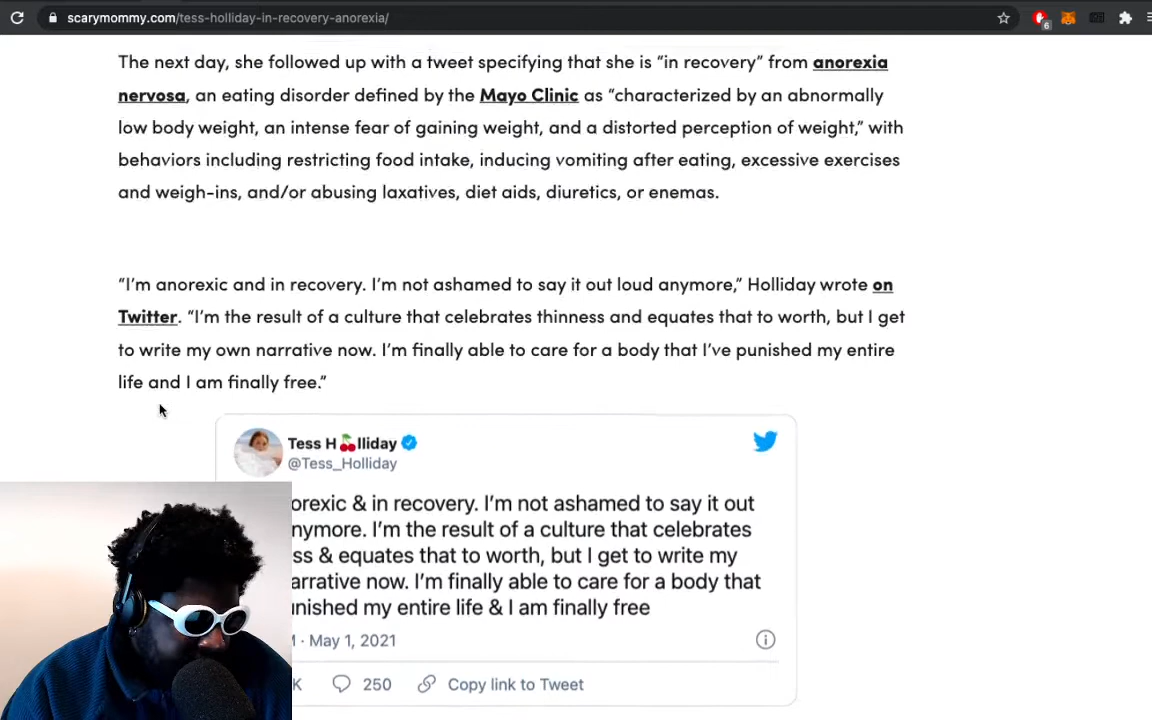 scarymommy.com/tess-holliday-in-recovery-anorexia/
6
The next day, she followed up with a tweet specifying that she is “in recovery” from anorexia
nervosa, an eating disorder defined by the Mayo Clinic as “characterized by an abnormally
low body weight, an intense fear of gaining weight, and a distorted perception of weight,” with
behaviors including restricting food intake, inducing vomiting after eating, excessive exercises
and weigh-ins, and/or abusing laxatives, diet aids, diuretics, or enemas.
“I’m anorexic and in recovery. I’m not ashamed to say it out loud anymore,” Holliday wrote on
Twitter. “I’m the result of a culture that celebrates thinness and equates that to worth, but I get
to write my own narrative now. I’m finally able to care for a body that I’ve punished my entire
life and I am finally free.”
Tess H🍒lliday
@Tess_Holliday
orexic & in recovery. I’m not ashamed to say it out
nymore. I’m the result of a culture that celebrates
ss & equates that to worth, but I get to write my
arrative now. I’m finally able to care for a body that
unished my entire life & I am finally free
M · May 1, 2021
K 250 Copy link to Tweet